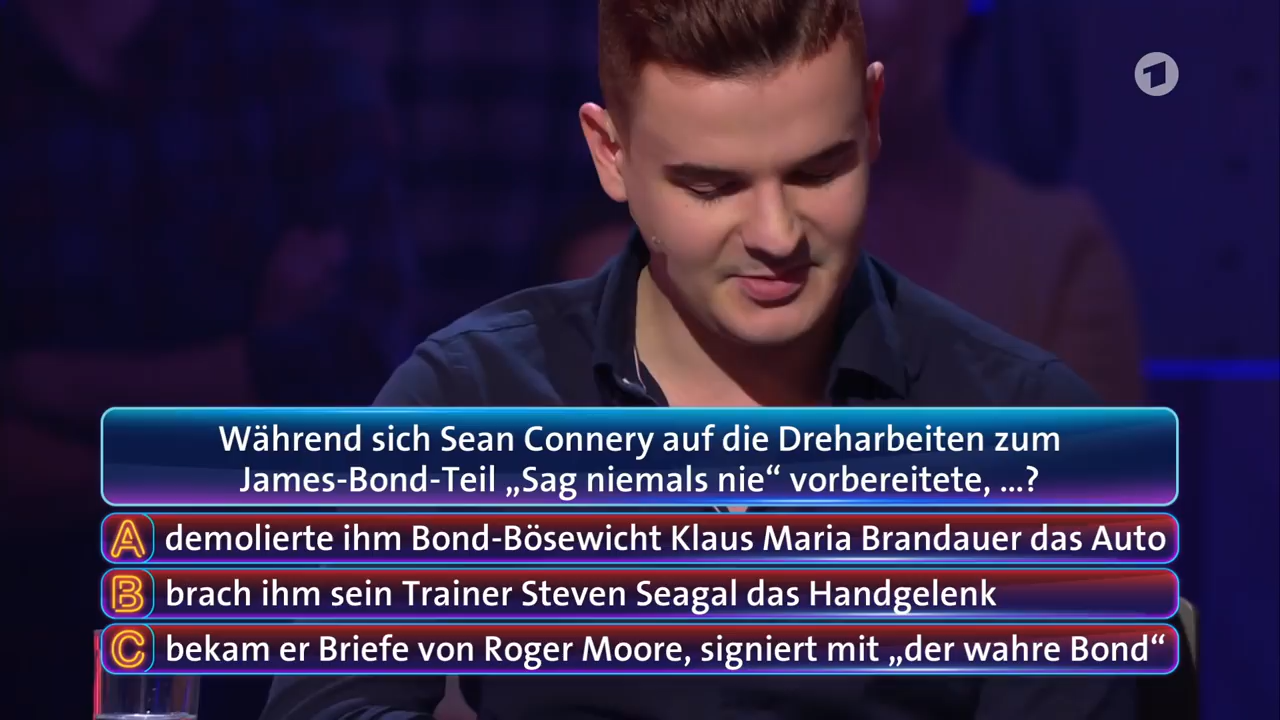 1
Während sich Sean Connery auf die Dreharbeiten zum
James-Bond-Teil „Sag niemals nie“ vorbereitete, ...?
A demolierte ihm Bond-Bösewicht Klaus Maria Brandauer das Auto
B brach ihm sein Trainer Steven Seagal das Handgelenk
C bekam er Briefe von Roger Moore, signiert mit „der wahre Bond“